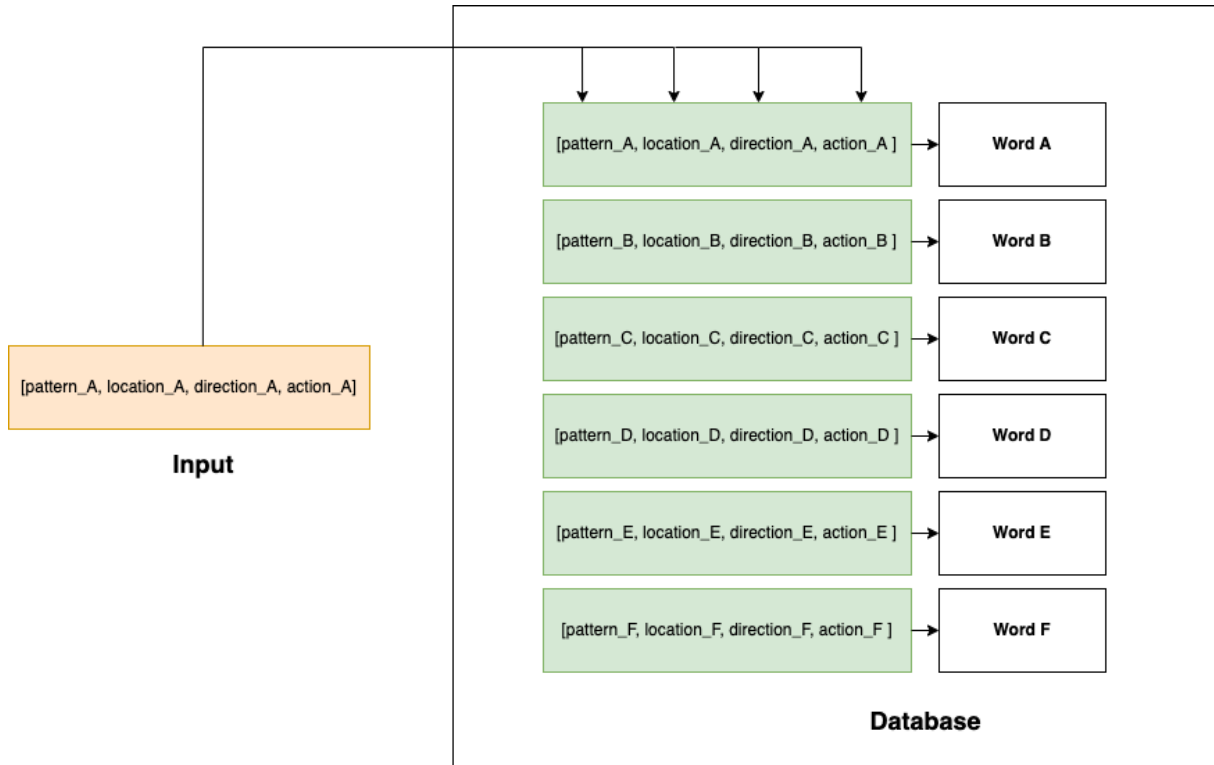 [pattern_A, location_A, direction_A, action_A ]
Word A
[pattern_B, location_B, direction_B, action_B ]
Word B
[pattern_C, location_C, direction_C, action_C ]
Word C
[pattern_A, location_A, direction_A, action_A]
Input
[pattern_D, location_D, direction_D, action_D ]
Word D
[pattern_E, location_E, direction_E, action_E ]
Word E
[pattern_F, location_F, direction_F, action_F ]
Word F
Database